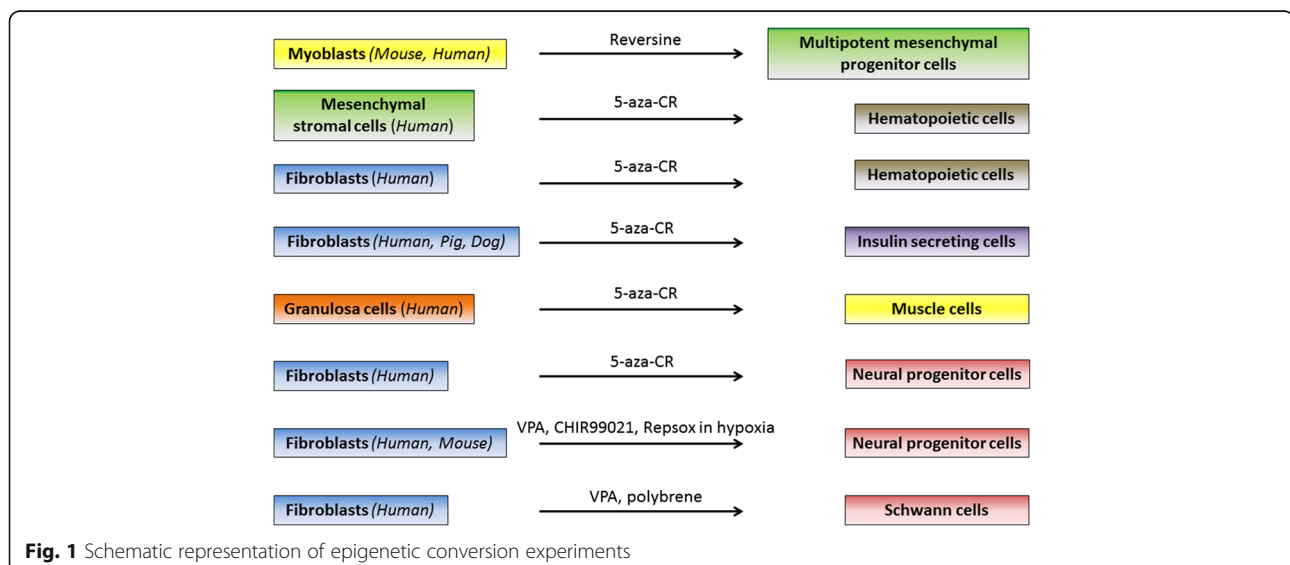 Myoblasts (Mouse, Human)
Reversine
Multipotent mesenchymal
progenitor cells
Mesenchymal
stromal cells (Human)
5-aza-CR
Hematopoietic cells
Fibroblasts (Human)
5-aza-CR
Hematopoietic cells
Fibroblasts (Human, Pig, Dog)
5-aza-CR
Insulin secreting cells
Granulosa cells (Human)
5-aza-CR
Muscle cells
Fibroblasts (Human)
5-aza-CR
Neural progenitor cells
Fibroblasts (Human, Mouse)
VPA, CHIR99021, Repsox in hypoxia
Neural progenitor cells
Fibroblasts (Human)
VPA, polybrene
Schwann cells
Fig. 1 Schematic representation of epigenetic conversion experiments